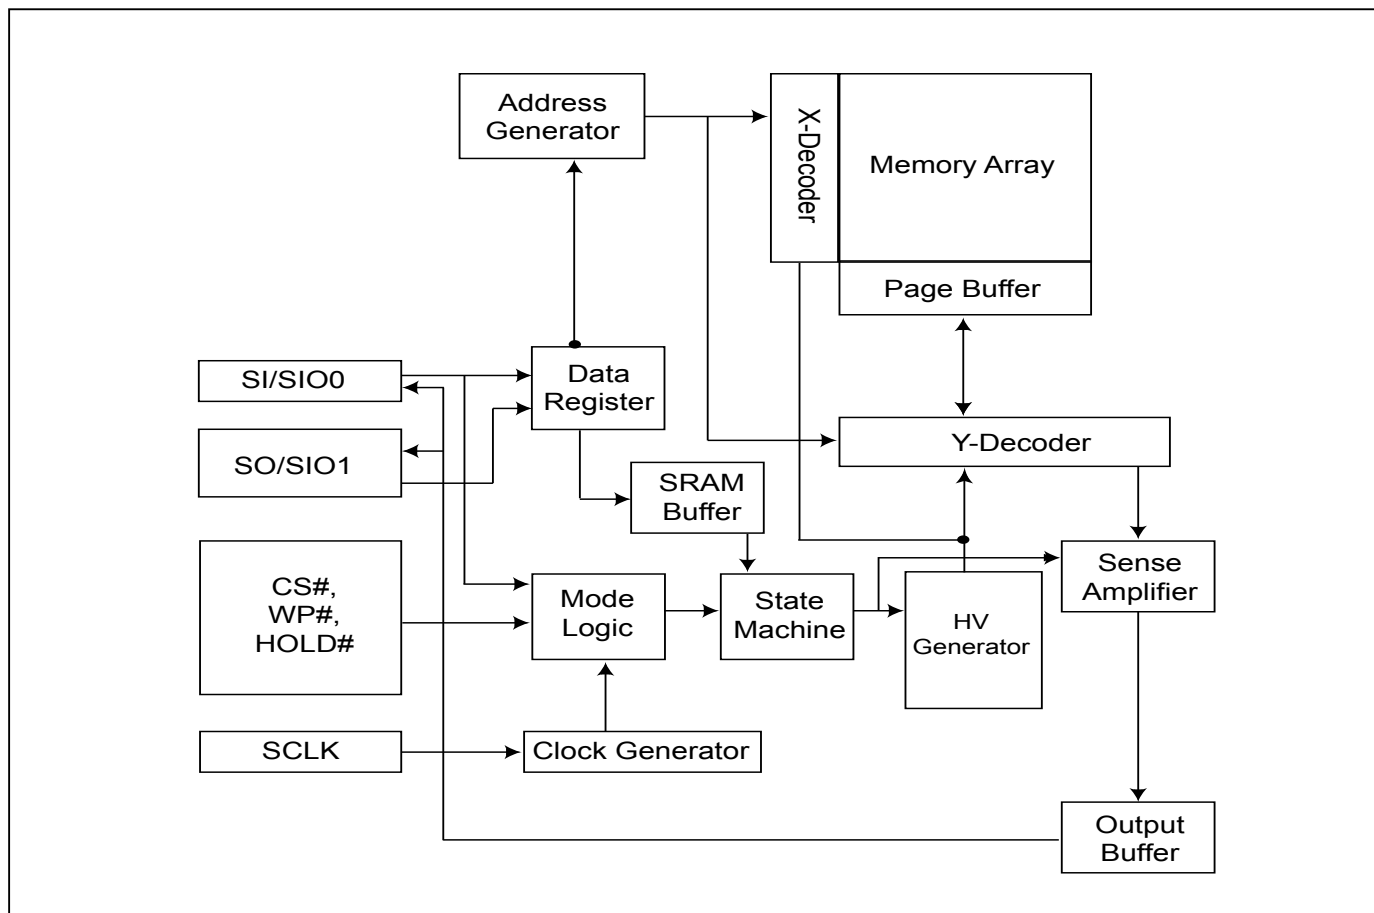 Address
Generator
X-Decoder
Memory Array
Page Buffer
SI/SIO0
Data
Register
SO/SIO1
Y-Decoder
SRAM
Buffer
CS#,
WP#,
HOLD#
Mode
Logic
State
Machine
HV
Generator
Sense
Amplifier
SCLK
Clock Generator
Output
Buffer